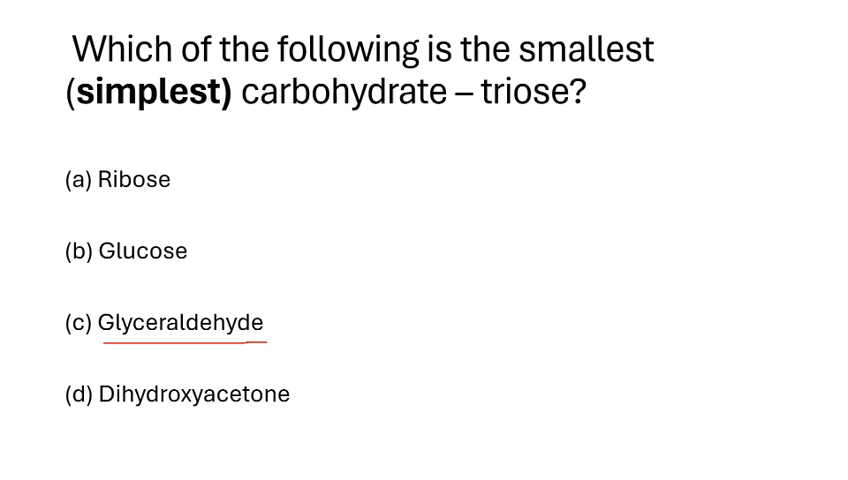 Which of the following is the smallest
(simplest) carbohydrate – triose?
(a) Ribose
(b) Glucose
(c) Glyceraldehyde
(d) Dihydroxyacetone